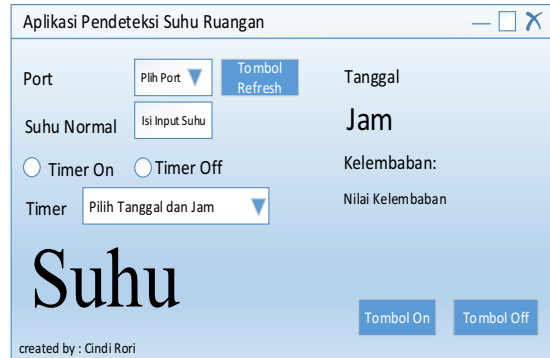 Aplikasi Pendeteksi Suhu Ruangan
Port
Plih Port
Tombol
Refresh
Tanggal
Suhu Normal
Isi Input Suhu
Jam
Timer On
Timer Off
Kelembaban:
Timer
Pilih Tanggal dan Jam
Nilai Kelembaban
Suhu
Tombol On
Tombol Off
created by : Cindi Rori